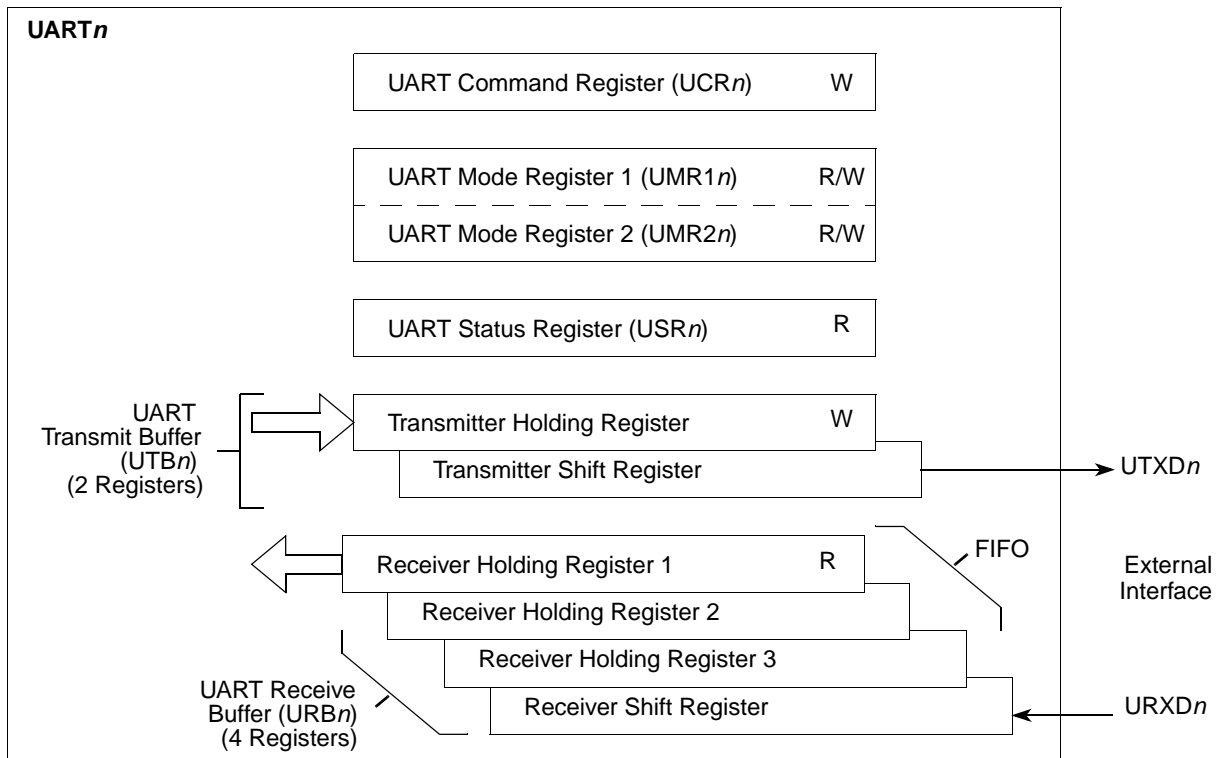 UARTn
UART Command Register (UCRn) W
UART Mode Register 1 (UMR1n) R/W
UART Mode Register 2 (UMR2n) R/W
UART Status Register (USRn) R
UART
Transmit Buffer
(UTBn)
(2 Registers)
Transmitter Holding Register W
Transmitter Shift Register
UTXDn
Receiver Holding Register 1 R
FIFO
External
Interface
Receiver Holding Register 2
Receiver Holding Register 3
UART Receive
Buffer (URBn)
(4 Registers)
Receiver Shift Register
URXDn